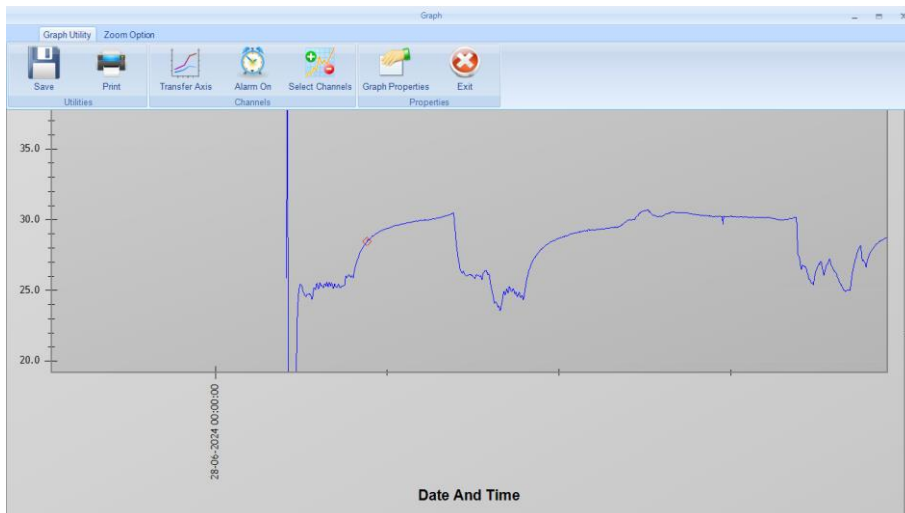 Graph
Graph Utility Zoom Option
Save Print Transfer Axis Alarm On Select Channels Graph Properties Exit
Utilities Channels Properties
35.0
30.0
25.0
20.0
28-06-2024 00:00:00
Date And Time